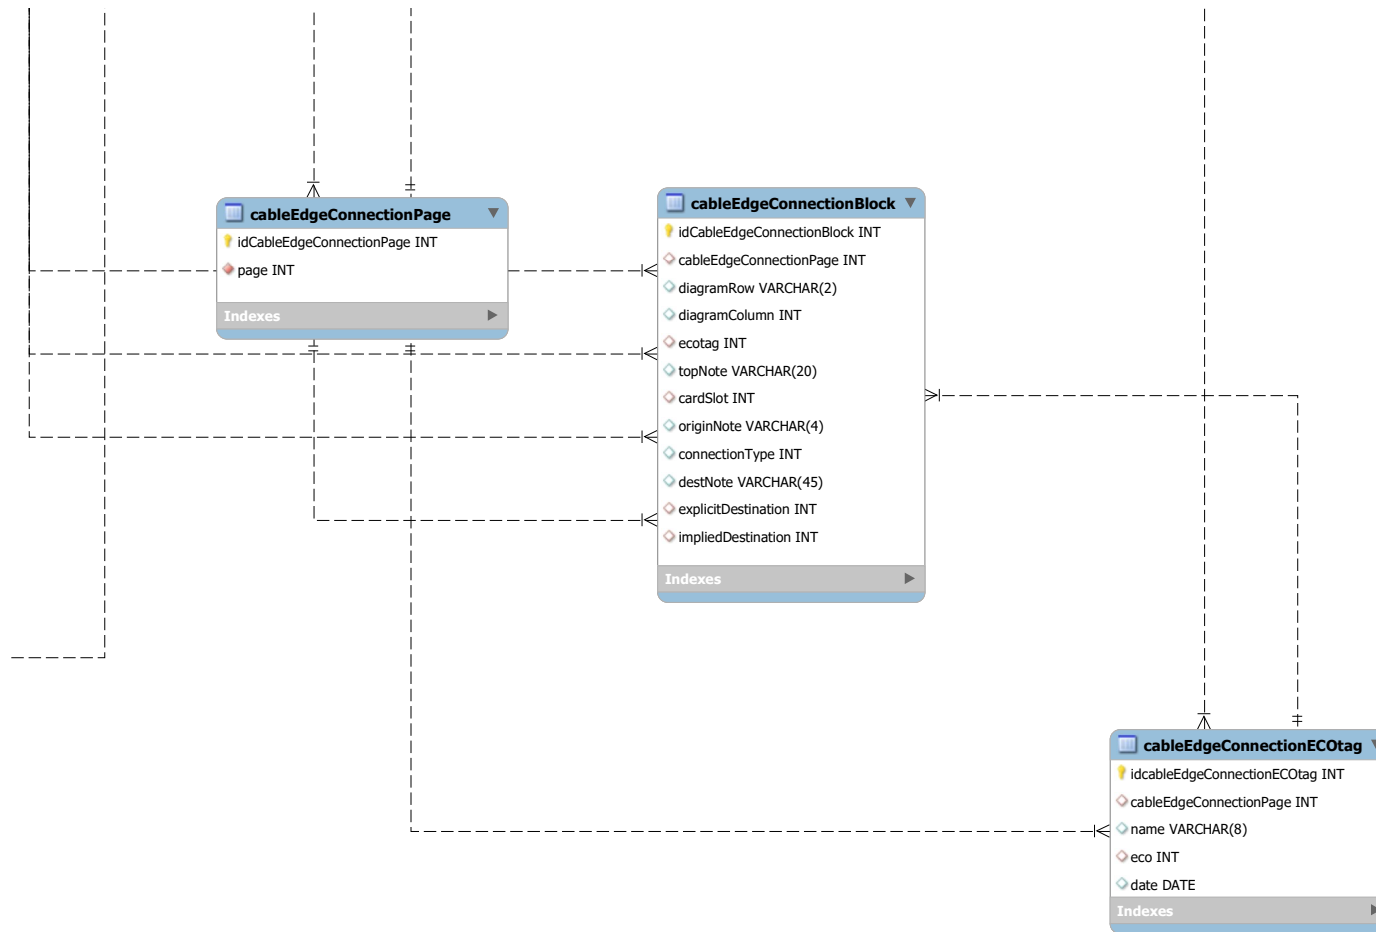 cableEdgeConnectionPage
idCableEdgeConnectionPage INT
page INT
Indexes
cableEdgeConnectionBlock
idCableEdgeConnectionBlock INT
cableEdgeConnectionPage INT
diagramRow VARCHAR(2)
diagramColumn INT
ecotag INT
topNote VARCHAR(20)
cardSlot INT
originNote VARCHAR(4)
connectionType INT
destNote VARCHAR(45)
explicitDestination INT
impliedDestination INT
Indexes
cableEdgeConnectionECOtag
idcableEdgeConnectionECOtag INT
cableEdgeConnectionPage INT
name VARCHAR(8)
eco INT
date DATE
Indexes